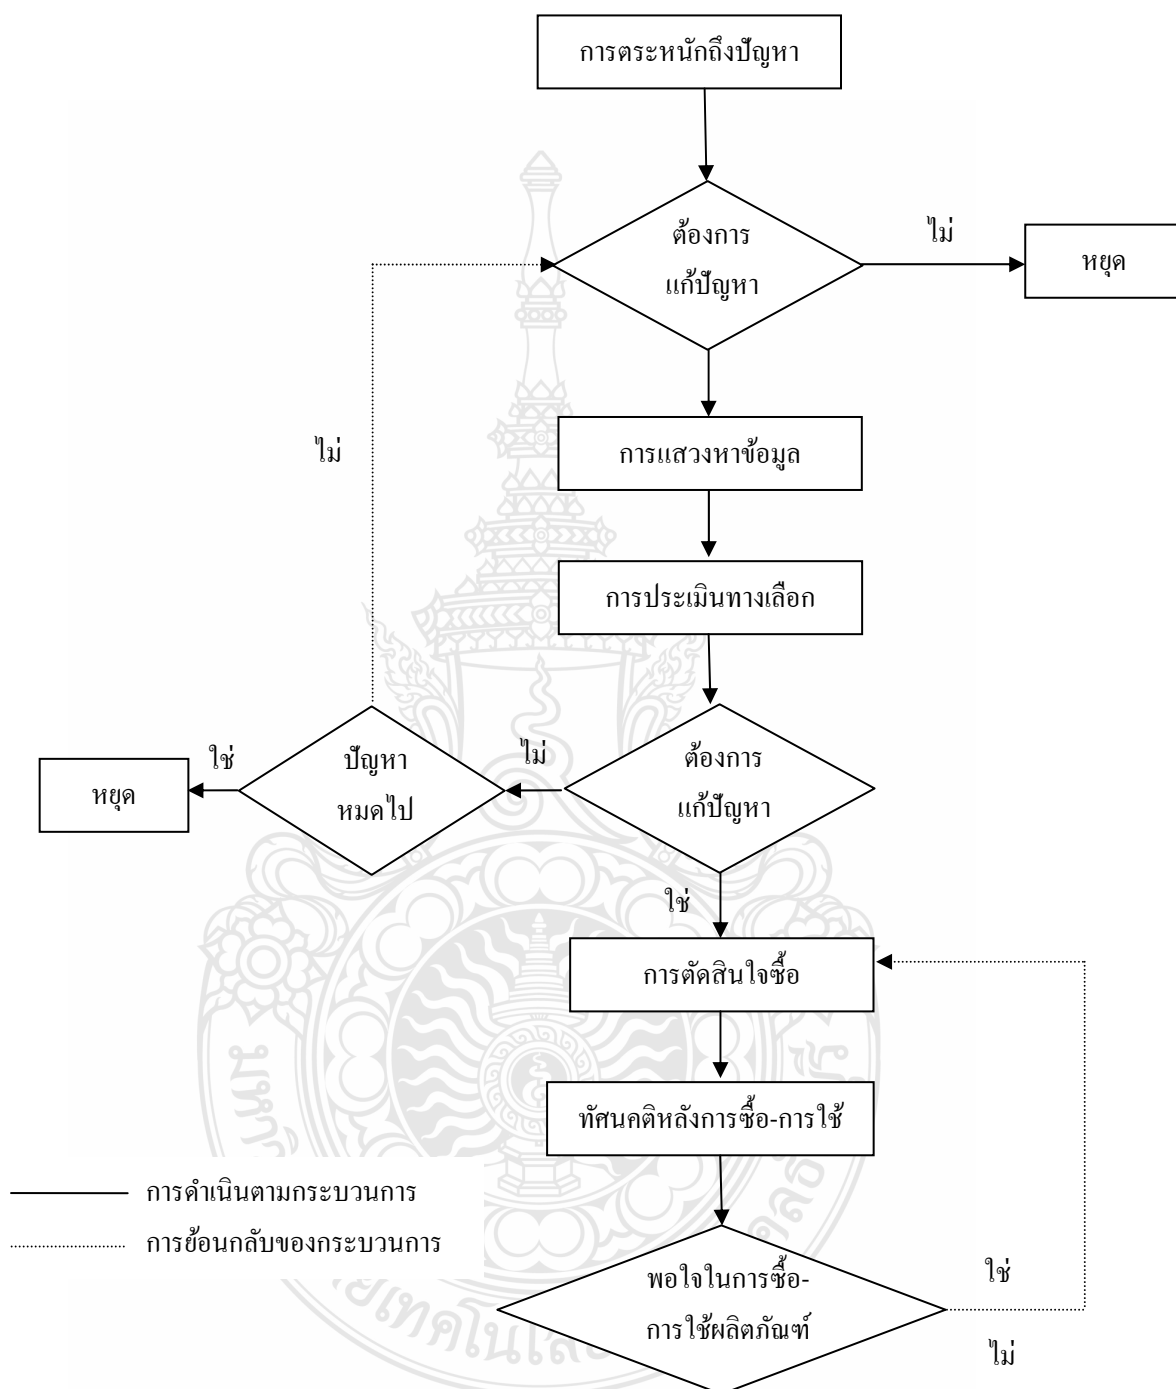 การตระหนักถึงปัญหา
ต้องการ
แก้ปัญหา
ไม่
หยุด
ไม่
การแสวงหาข้อมูล
การประเมินทางเลือก
ต้องการ
แก้ปัญหา
ไม่
ปัญหา
หมดไป
ใช่
หยุด
ใช่
การตัดสินใจซื้อ
ทัศนคติหลังการซื้อ-การใช้
การดำเนินตามกระบวนการ
การย้อนกลับของกระบวนการ
พอใจในการซื้อ-
การใช้ผลิตภัณฑ์
ใช่
ไม่